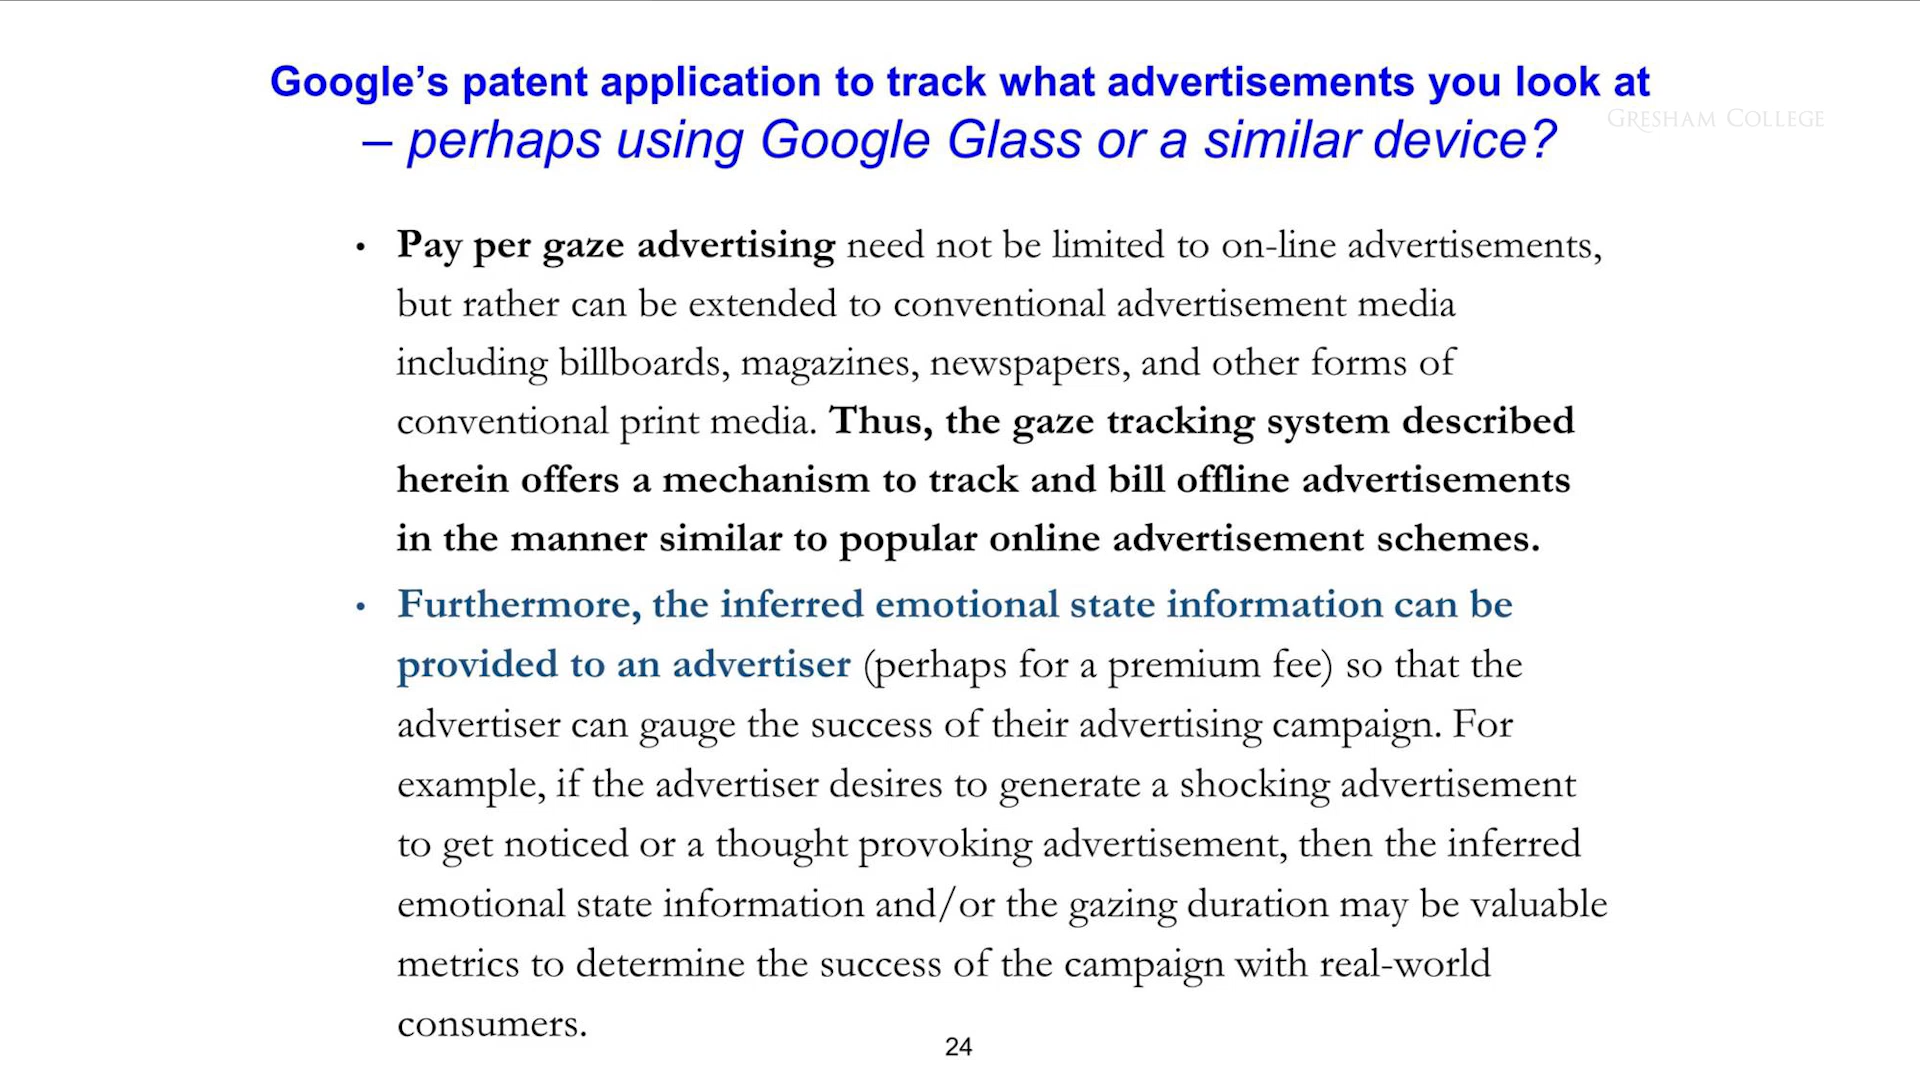 Google’s patent application to track what advertisements you look at
– perhaps using Google Glass or a similar device?
GRESHAM COLLEGE
• Pay per gaze advertising need not be limited to on-line advertisements,
but rather can be extended to conventional advertisement media
including billboards, magazines, newspapers, and other forms of
conventional print media. Thus, the gaze tracking system described
herein offers a mechanism to track and bill offline advertisements
in the manner similar to popular online advertisement schemes.
• Furthermore, the inferred emotional state information can be
provided to an advertiser (perhaps for a premium fee) so that the
advertiser can gauge the success of their advertising campaign. For
example, if the advertiser desires to generate a shocking advertisement
to get noticed or a thought provoking advertisement, then the inferred
emotional state information and/or the gazing duration may be valuable
metrics to determine the success of the campaign with real-world
consumers.
24